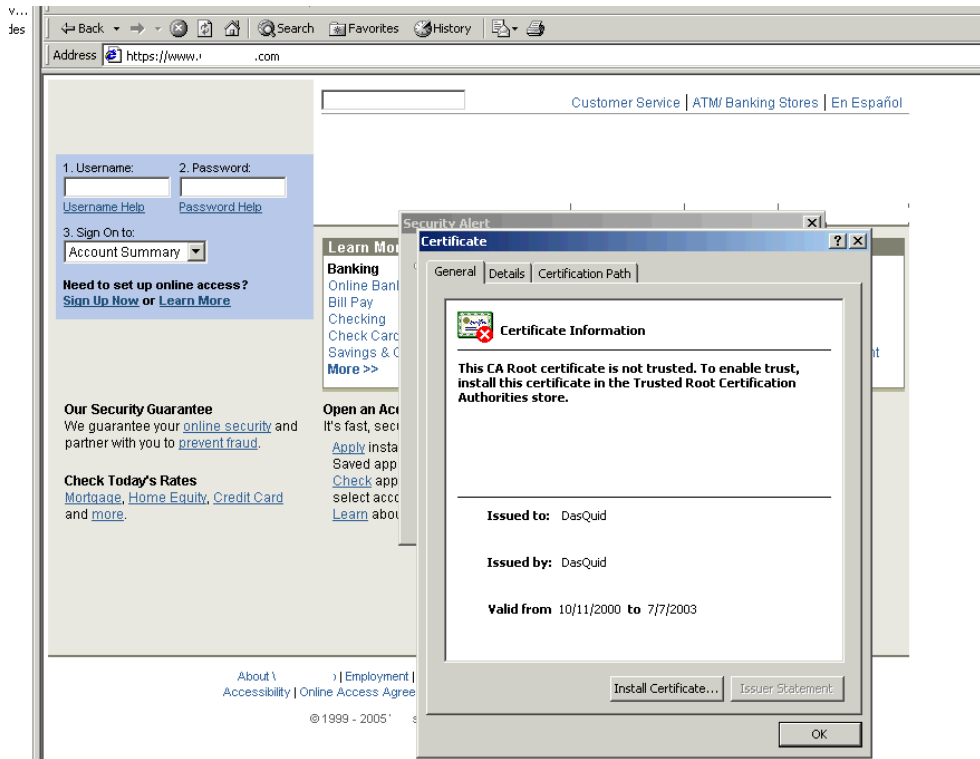 v...
des
Back
Search
Favorites
History
Address
https://www.
.com
Customer Service | ATM/ Banking Stores | En Español
1. Username:
2. Password:
Username Help
Password Help
3. Sign On to:
Account Summary
Need to set up online access?
Sign Up Now or Learn More
Our Security Guarantee
We guarantee your online security and
partner with you to prevent fraud.
Check Today's Rates
Mortgage, Home Equity, Credit Card
and more.
Learn Mo
Banking
Online Banl
Bill Pay
Checking
Check Card
Savings & C
More >>
Open an Acc
It's fast, secu
Apply insta
Saved app
Check app
select acco
Learn abou
Security Alert
Certificate
General
Details
Certification Path
Certificate Information
This CA Root certificate is not trusted. To enable trust,
install this certificate in the Trusted Root Certification
Authorities store.
Issued to: DasQuid
Issued by: DasQuid
Valid from 10/11/2000 to 7/7/2003
Install Certificate...
Issuer Statement
OK
nt
About
| Employment |
Accessibility | Online Access Agree
© 1999 - 2005